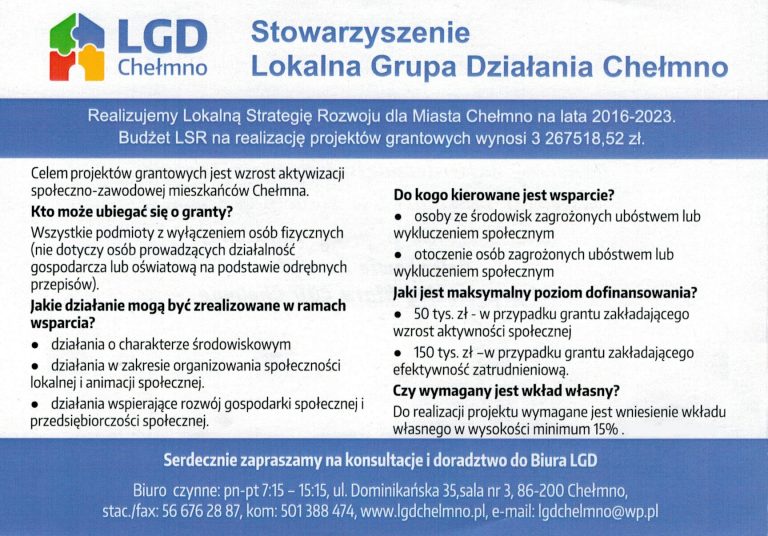 LGD
Chełmno
Stowarzyszenie
Lokalna Grupa Działania Chełmno
Realizujemy Lokalną Strategię Rozwoju dla Miasta Chełmno na lata 2016-2023.
Budżet LSR na realizację projektów grantowych wynosi 3 267518,52 zł.
Celem projektów grantowych jest wzrost aktywizacji
społeczno-zawodowej mieszkańców Chełmna.
Kto może ubiegać się o granty?
Wszystkie podmioty z wyłączeniem osób fizycznych
(nie dotyczy osób prowadzących działalność
gospodarcza lub oświatową na podstawie odrębnych
przepisów).
Jakie działanie mogą być zrealizowane w ramach
wsparcia?
● działania o charakterze środowiskowym
● działania w zakresie organizowania społeczności
lokalnej i animacji społecznej.
● działania wspierające rozwój gospodarki społecznej i
przedsiębiorczości społecznej.
Do kogo kierowane jest wsparcie?
● osoby ze środowisk zagrożonych ubóstwem lub
wykluczeniem społecznym
● otoczenie osób zagrożonych ubóstwem lub
wykluczeniem społecznym
Jaki jest maksymalny poziom dofinansowania?
● 50 tys. zł - w przypadku grantu zakładającego
wzrost aktywności społecznej
● 150 tys. zł –w przypadku grantu zakładającego
efektywność zatrudnieniową.
Czy wymagany jest wkład własny?
Do realizacji projektu wymagane jest wniesienie wkładu
własnego w wysokości minimum 15% .
Serdecznie zapraszamy na konsultacje i doradztwo do Biura LGD
Biuro czynne: pn-pt 7:15 – 15:15, ul. Dominikańska 35,sala nr 3, 86-200 Chełmno,
stac./fax: 56 676 28 87, kom: 501 388 474, www.lgdchelmno.pl, e-mail: lgdchelmno@wp.pl